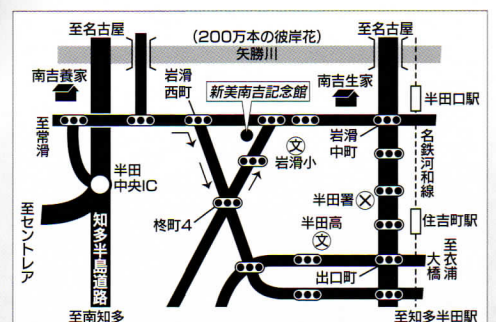 至名古屋
(200万本の彼岸花)
至名古屋
矢勝川
南吉養家
岩滑
西町
新美南吉記念館
南吉生家
半田口駅
至常滑
岩滑
中町
文
岩滑小
名鉄河和線
半田
中央IC
半田署
柊町4
半田高
文
住吉町駅
至セントレア
知多半島道路
出口町
至衣浦
大橋
至南知多
至知多半田駅